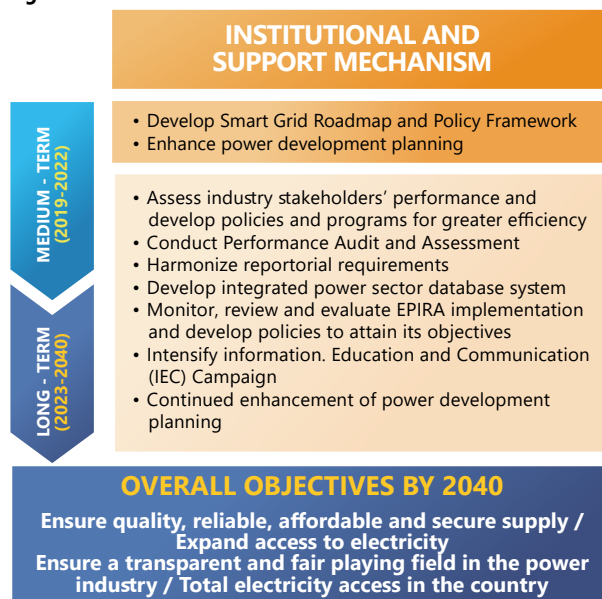 INSTITUTIONAL AND
SUPPORT MECHANISM
MEDIUM - TERM
(2019-2022)
• Develop Smart Grid Roadmap and Policy Framework
• Enhance power development planning
• Assess industry stakeholders’ performance and
develop policies and programs for greater efficiency
• Conduct Performance Audit and Assessment
• Harmonize reportorial requirements
• Develop integrated power sector database system
• Monitor, review and evaluate EPIRA implementation
and develop policies to attain its objectives
• Intensify information. Education and Communication
(IEC) Campaign
• Continued enhancement of power development
planning
LONG - TERM
(2023-2040)
OVERALL OBJECTIVES BY 2040
Ensure quality, reliable, affordable and secure supply /
Expand access to electricity
Ensure a transparent and fair playing field in the power
industry / Total electricity access in the country